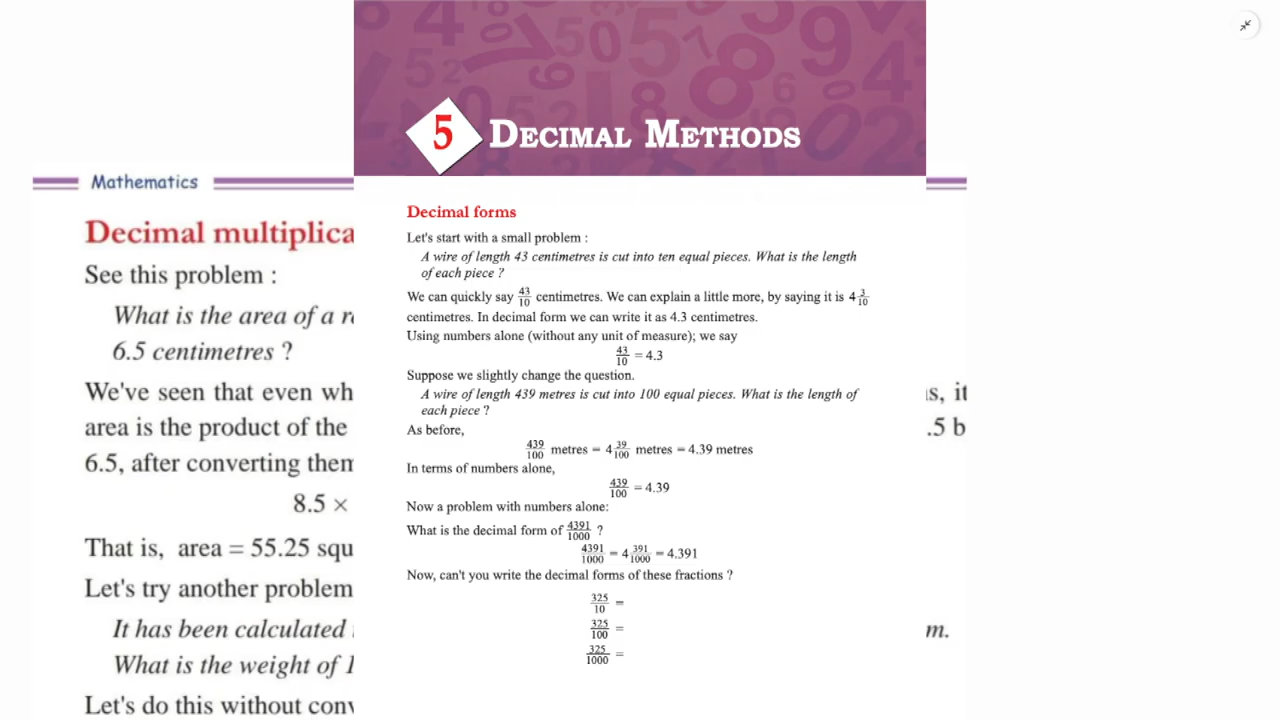 5 DECIMAL METHODS
Mathematics
Decimal multiplica
See this problem :
What is the area of a re
6.5 centimetres ?
We've seen that even wh
area is the product of the
6.5, after converting them
8.5 ×
That is, area = 55.25 squ
Let's try another problem
It has been calculated
What is the weight of 1
Let's do this without conv
Decimal forms
Let's start with a small problem :
A wire of length 43 centimetres is cut into ten equal pieces. What is the length
of each piece ?
We can quickly say 43/10 centimetres. We can explain a little more, by saying it is 4 3/10
centimetres. In decimal form we can write it as 4.3 centimetres.
Using numbers alone (without any unit of measure); we say
43/10 = 4.3
Suppose we slightly change the question.
A wire of length 439 metres is cut into 100 equal pieces. What is the length of
each piece ?
As before,
439/100 metres = 4 39/100 metres = 4.39 metres
In terms of numbers alone,
439/100 = 4.39
Now a problem with numbers alone:
What is the decimal form of 4391/1000 ?
4391/1000 = 4 391/1000 = 4.391
Now, can't you write the decimal forms of these fractions ?
325/10 =
325/100 =
325/1000 =
s, it
.5 b
m.